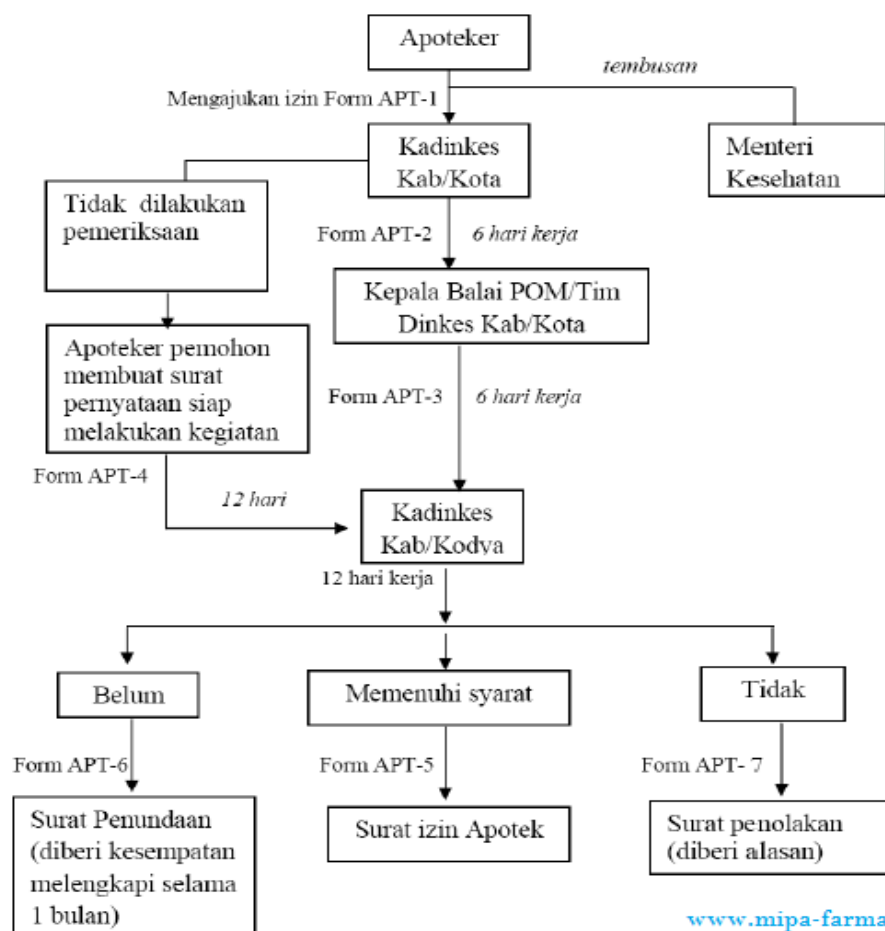 Apoteker
tembusan
Mengajukan izin Form APT-1
Kadinkes
Kab/Kota
Menteri
Kesehatan
Tidak dilakukan
pemeriksaan
Form APT-2
6 hari kerja
Kepala Balai POM/Tim
Dinkes Kab/Kota
Apoteker pemohon
membuat surat
pernyataan siap
melakukan kegiatan
Form APT-3
6 hari kerja
Form APT-4
12 hari
Kadinkes
Kab/Kodya
12 hari kerja
Belum
Memenuhi syarat
Tidak
Form APT-6
Form APT-5
Form APT- 7
Surat Penundaan
(diberi kesempatan
melengkapi selama
1 bulan)
Surat izin Apotek
Surat penolakan
(diberi alasan)
www.mipa-farma